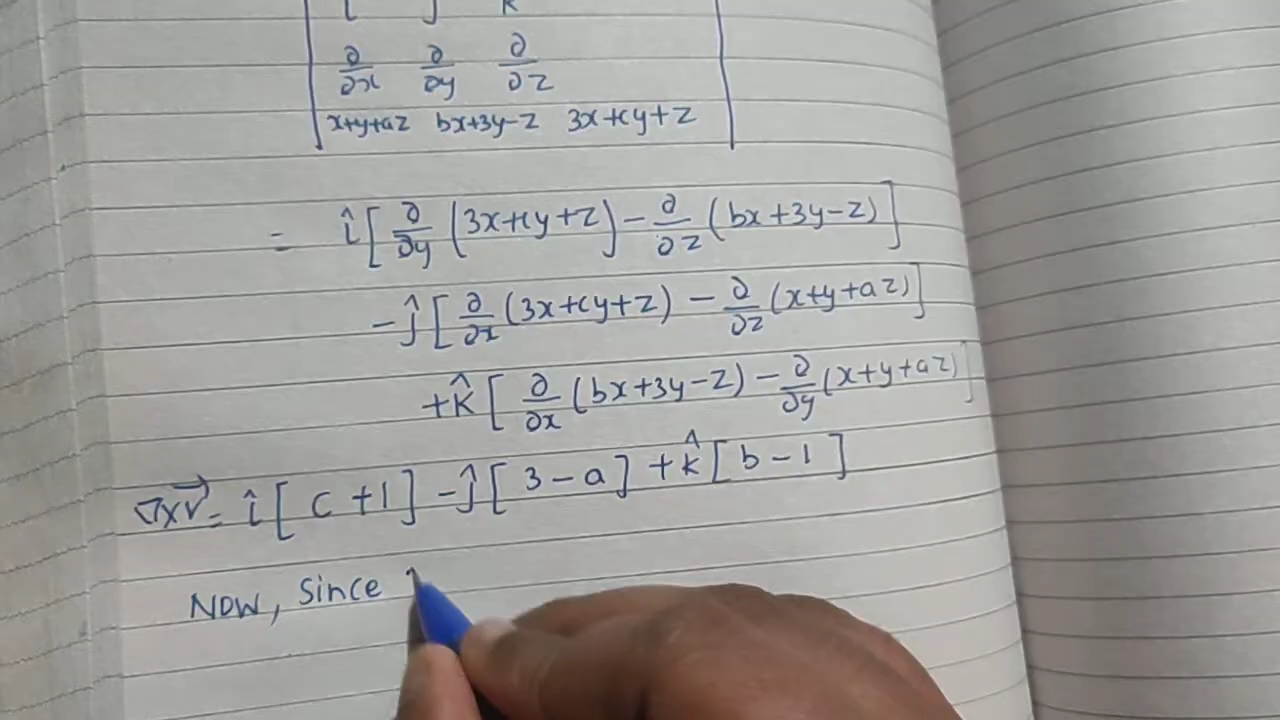 î ĵ k̂
∂/∂x ∂/∂y ∂/∂z
x+y+az bx+3y-z 3x+cy+z
= î [ ∂/∂y (3x+cy+z) - ∂/∂z (bx+3y-z) ]
-ĵ [ ∂/∂x (3x+cy+z) - ∂/∂z (x+y+az) ]
+k̂ [ ∂/∂x (bx+3y-z) - ∂/∂y (x+y+az) ]
∇×V⃗ = î [ c+1 ] -ĵ [ 3-a ] +k̂ [ b-1 ]
Now, since